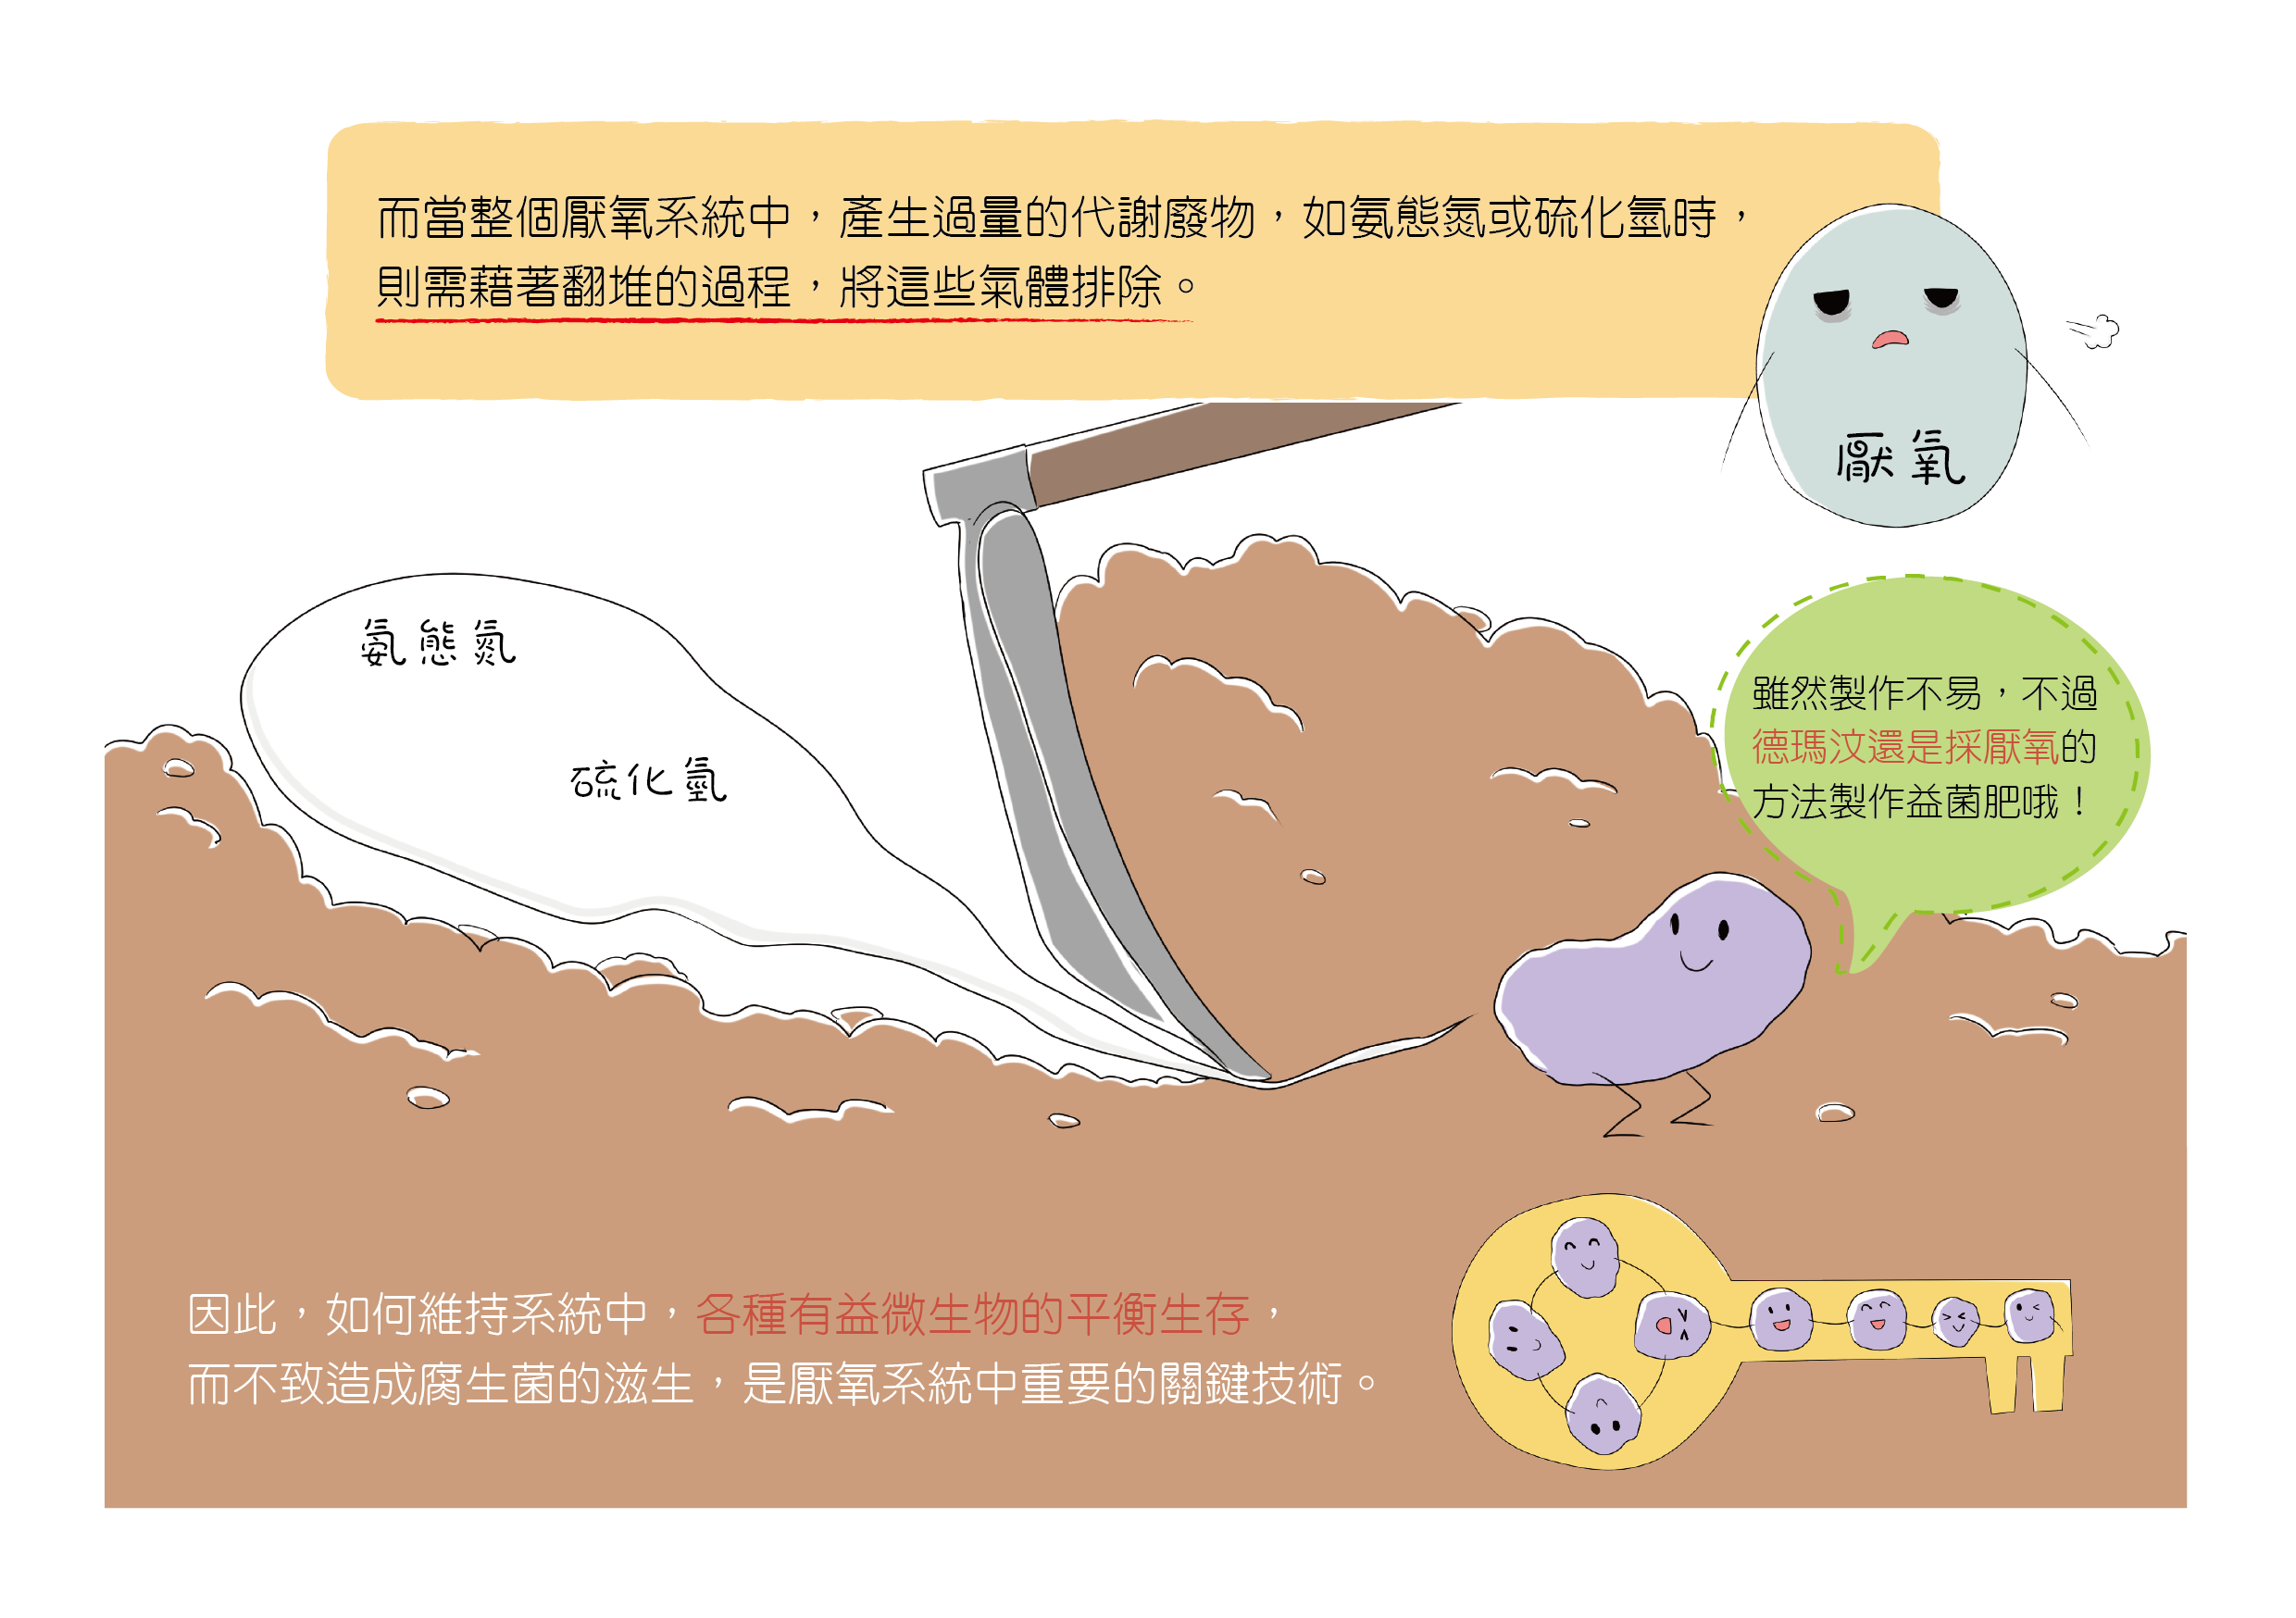 而當整個厭氧系統中，產生過量的代謝廢物，如氨態氮或硫化氫時，
則需藉著翻堆的過程，將這些氣體排除。
厭氧
氨態氮
硫化氫
雖然製作不易，不過
德瑪汶還是採厭氧的
方法製作益菌肥哦！
因此，如何維持系統中，各種有益微生物的平衡生存，
而不致造成腐生菌的滋生，是厭氧系統中重要的關鍵技術。